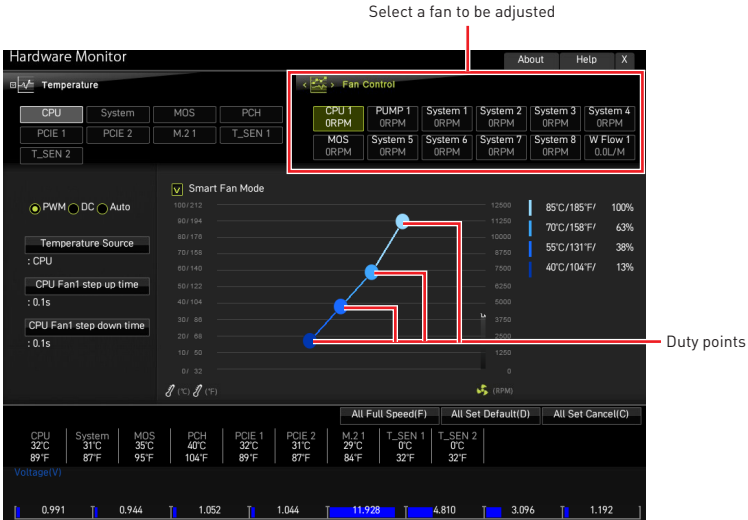 Select a fan to be adjusted
Hardware Monitor
About Help X
Temperature
Fan Control
CPU System MOS PCH
PCIE 1 PCIE 2 M.2 1 T_SEN 1
T_SEN 2
CPU 1 PUMP 1 System 1 System 2 System 3 System 4
0RPM 0RPM 0RPM 0RPM 0RPM 0RPM
MOS System 5 System 6 System 7 System 8 W Flow 1
0RPM 0RPM 0RPM 0RPM 0RPM 0.0L/M
Smart Fan Mode
PWM DC Auto
Temperature Source
: CPU
CPU Fan1 step up time
: 0.1s
CPU Fan1 step down time
: 0.1s
100/212 12500
90/194 11250
80/176 10000
70/158 8750
60/140 7500
50/122 6250
40/104 5000
30/ 86 3750
20/ 68 2500
10/ 50 1250
0/ 32 0
(°C) (°F) (RPM)
85°C/185°F/ 100%
70°C/158°F/ 63%
55°C/131°F/ 38%
40°C/104°F/ 13%
Duty points
All Full Speed(F) All Set Default(D) All Set Cancel(C)
CPU System MOS PCH PCIE 1 PCIE 2 M.2 1 T_SEN 1 T_SEN 2
32°C 31°C 35°C 40°C 32°C 31°C 29°C 0°C 0°C
89°F 87°F 95°F 104°F 89°F 87°F 84°F 32°F 32°F
Voltage(V)
0.991 0.944 1.052 1.044 11.928 4.810 3.096 1.192